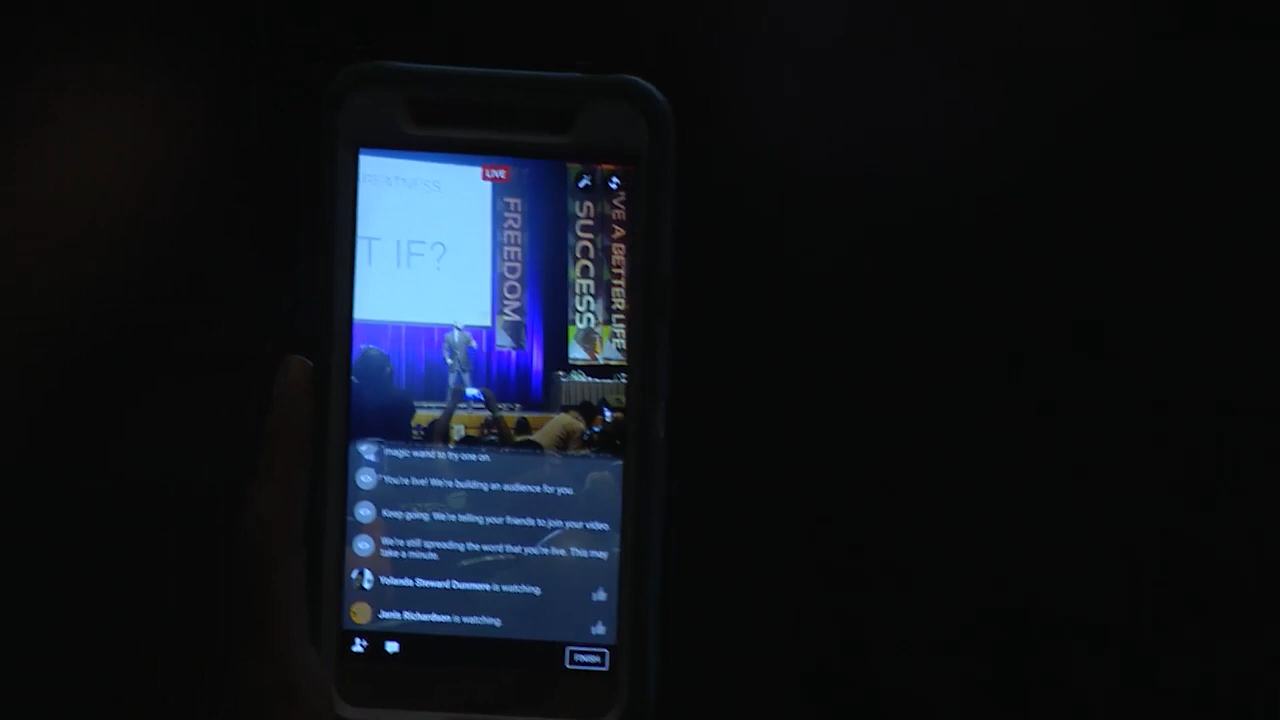 REATNESS
LIVE
T IF?
FREEDOM
SUCCESS
'VE A BETTER LIFE
magic wand to try one on.
You're live! We're building an audience for you.
Keep going. We're telling your friends to join your video.
We're still spreading the word that you're live. This may
take a minute.
Yolanda Steward Dunmore is watching.
Janis Richardson is watching.
FINISH